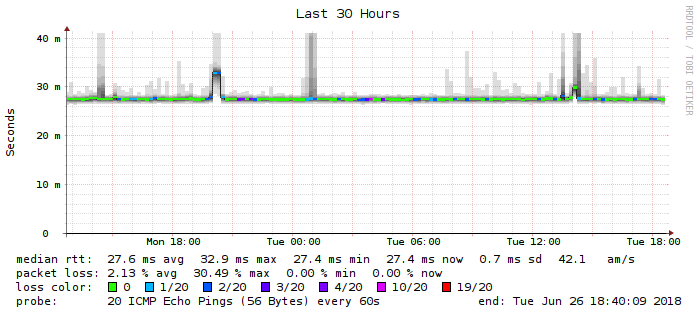 Last 30 Hours
RRDTOOL / TOBI OETIKER
Seconds
40 m
30 m
20 m
10 m
0
Mon 18:00 Tue 00:00 Tue 06:00 Tue 12:00 Tue 18:00
median rtt: 27.6 ms avg 32.9 ms max 27.4 ms min 27.4 ms now 0.7 ms sd 42.1 am/s
packet loss: 2.13 % avg 30.49 % max 0.00 % min 0.00 % now
loss color: 0 1/20 2/20 3/20 4/20 10/20 19/20
probe: 20 ICMP Echo Pings (56 Bytes) every 60s end: Tue Jun 26 18:40:09 2018